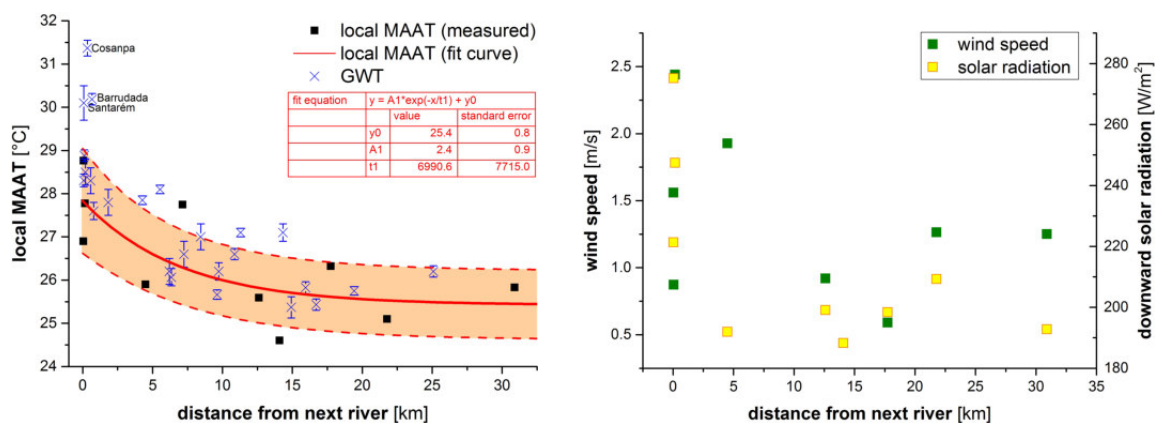 32
31
30
29
28
27
26
25
24
local MAAT [°C]
Cosanpa
Barrudada
Santarém
local MAAT (measured)
local MAAT (fit curve)
GWT
fit equation y = A1*exp(-x/t1) + y0
value standard error
y0 25.4 0.8
A1 2.4 0.9
t1 6990.6 7715.0
0 5 10 15 20 25 30
distance from next river [km]
wind speed
solar radiation
2.5
2.0
1.5
1.0
0.5
wind speed [m/s]
280
260
240
220
200
180
downward solar radiation [W/m²]
0 5 10 15 20 25 30 35
distance from next river [km]